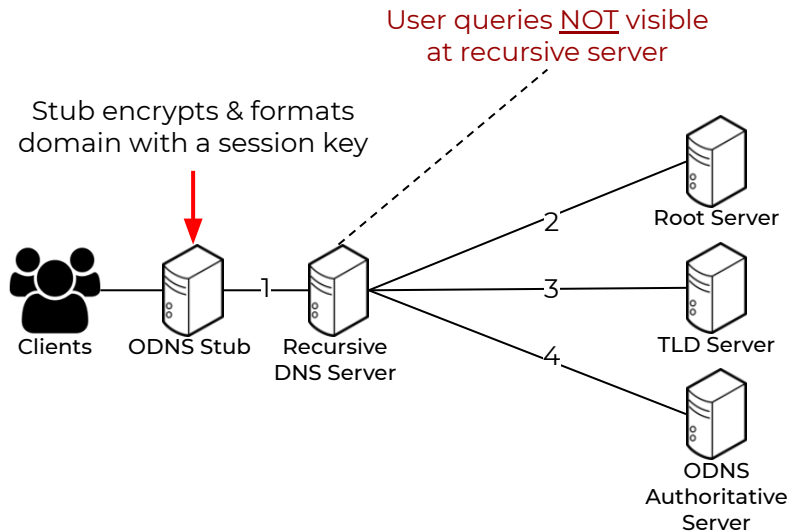 User queries NOT visible
at recursive server
Stub encrypts & formats
domain with a session key
2
Root Server
1
3
Clients
ODNS Stub
Recursive
DNS Server
TLD Server
4
ODNS
Authoritative
Server